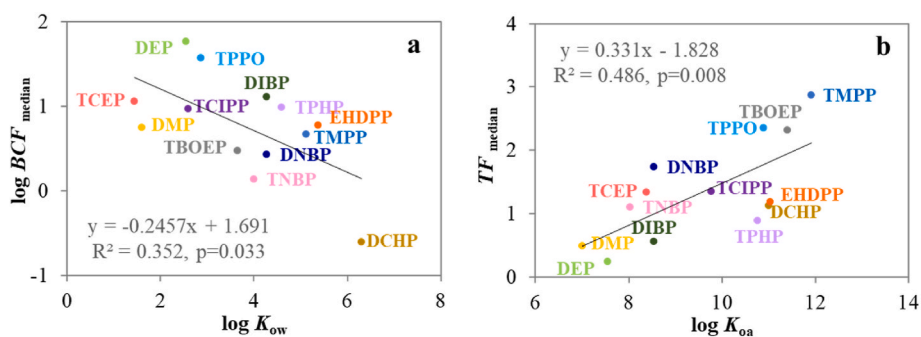 a
log BCF median
2
1
0
-1
DEP
TPPO
DIBP
TCEP
TCIPP
TPHP
DMP
EHDPP
TMPP
TBOEP
DNBP
TNBP
DCHP
y = -0.2457x + 1.691
R² = 0.352, p=0.033
0 2 4 6 8
log Kow
b
TF median
4
3
2
1
0
y = 0.331x - 1.828
R² = 0.486, p=0.008
TMPP
TBOEP
TPPO
DNBP
TCEP
TCIPP
TNBP
EHDPP
DCHP
DIBP
TPHP
DMP
DEP
6 8 10 12 14
log Koa